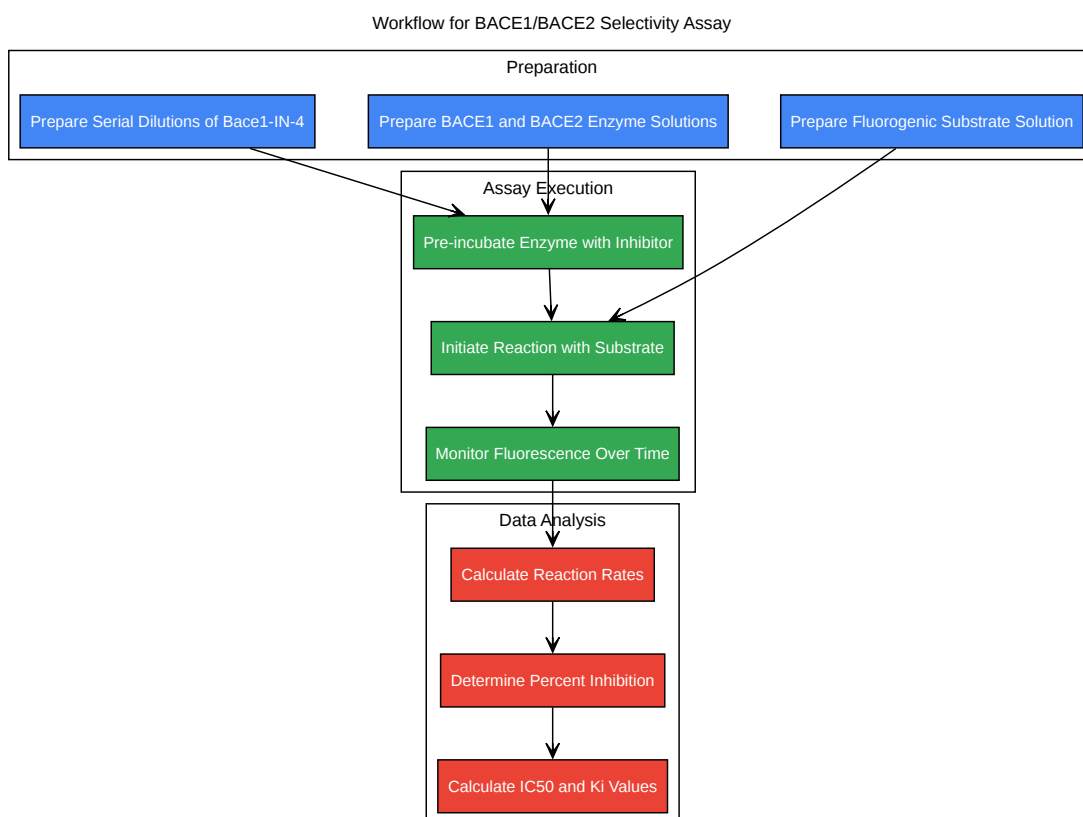 Workflow for BACE1/BACE2 Selectivity Assay
Preparation
Prepare Serial Dilutions of Bace1-IN-4
Prepare BACE1 and BACE2 Enzyme Solutions
Prepare Fluorogenic Substrate Solution
Assay Execution
Pre-incubate Enzyme with Inhibitor
Initiate Reaction with Substrate
Monitor Fluorescence Over Time
Data Analysis
Calculate Reaction Rates
Determine Percent Inhibition
Calculate IC50 and Ki Values